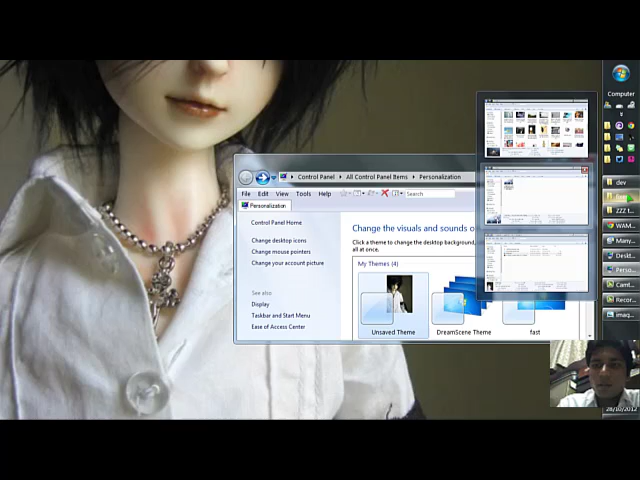 Computer
Control Panel
All Control Panel Items
Personalization
File Edit View Tools Help
Search
Personalization
Control Panel Home
Change desktop icons
Change mouse pointers
Change your account picture
See also
Display
Taskbar and Start Menu
Ease of Access Center
Change the visuals and sounds o
Click a theme to change the desktop background,
all at once.
My Themes (4)
Unsaved Theme
DreamScene Theme
fast
dev
ZZZ t...
WAM...
Many...
Deskt...
Perso...
Camt...
Recor...
imag...
28/10/2012